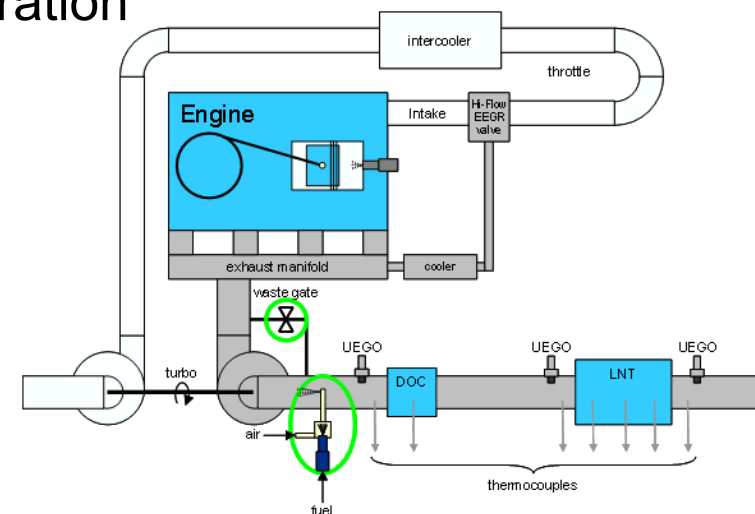 ration
intercooler
throttle
Engine
Intake
Hi-Flow
EEGR
valve
exhaust manifold
cooler
waste gate
turbo
UEGO
UEGO
UEGO
DOC
LNT
air
fuel
thermocouples